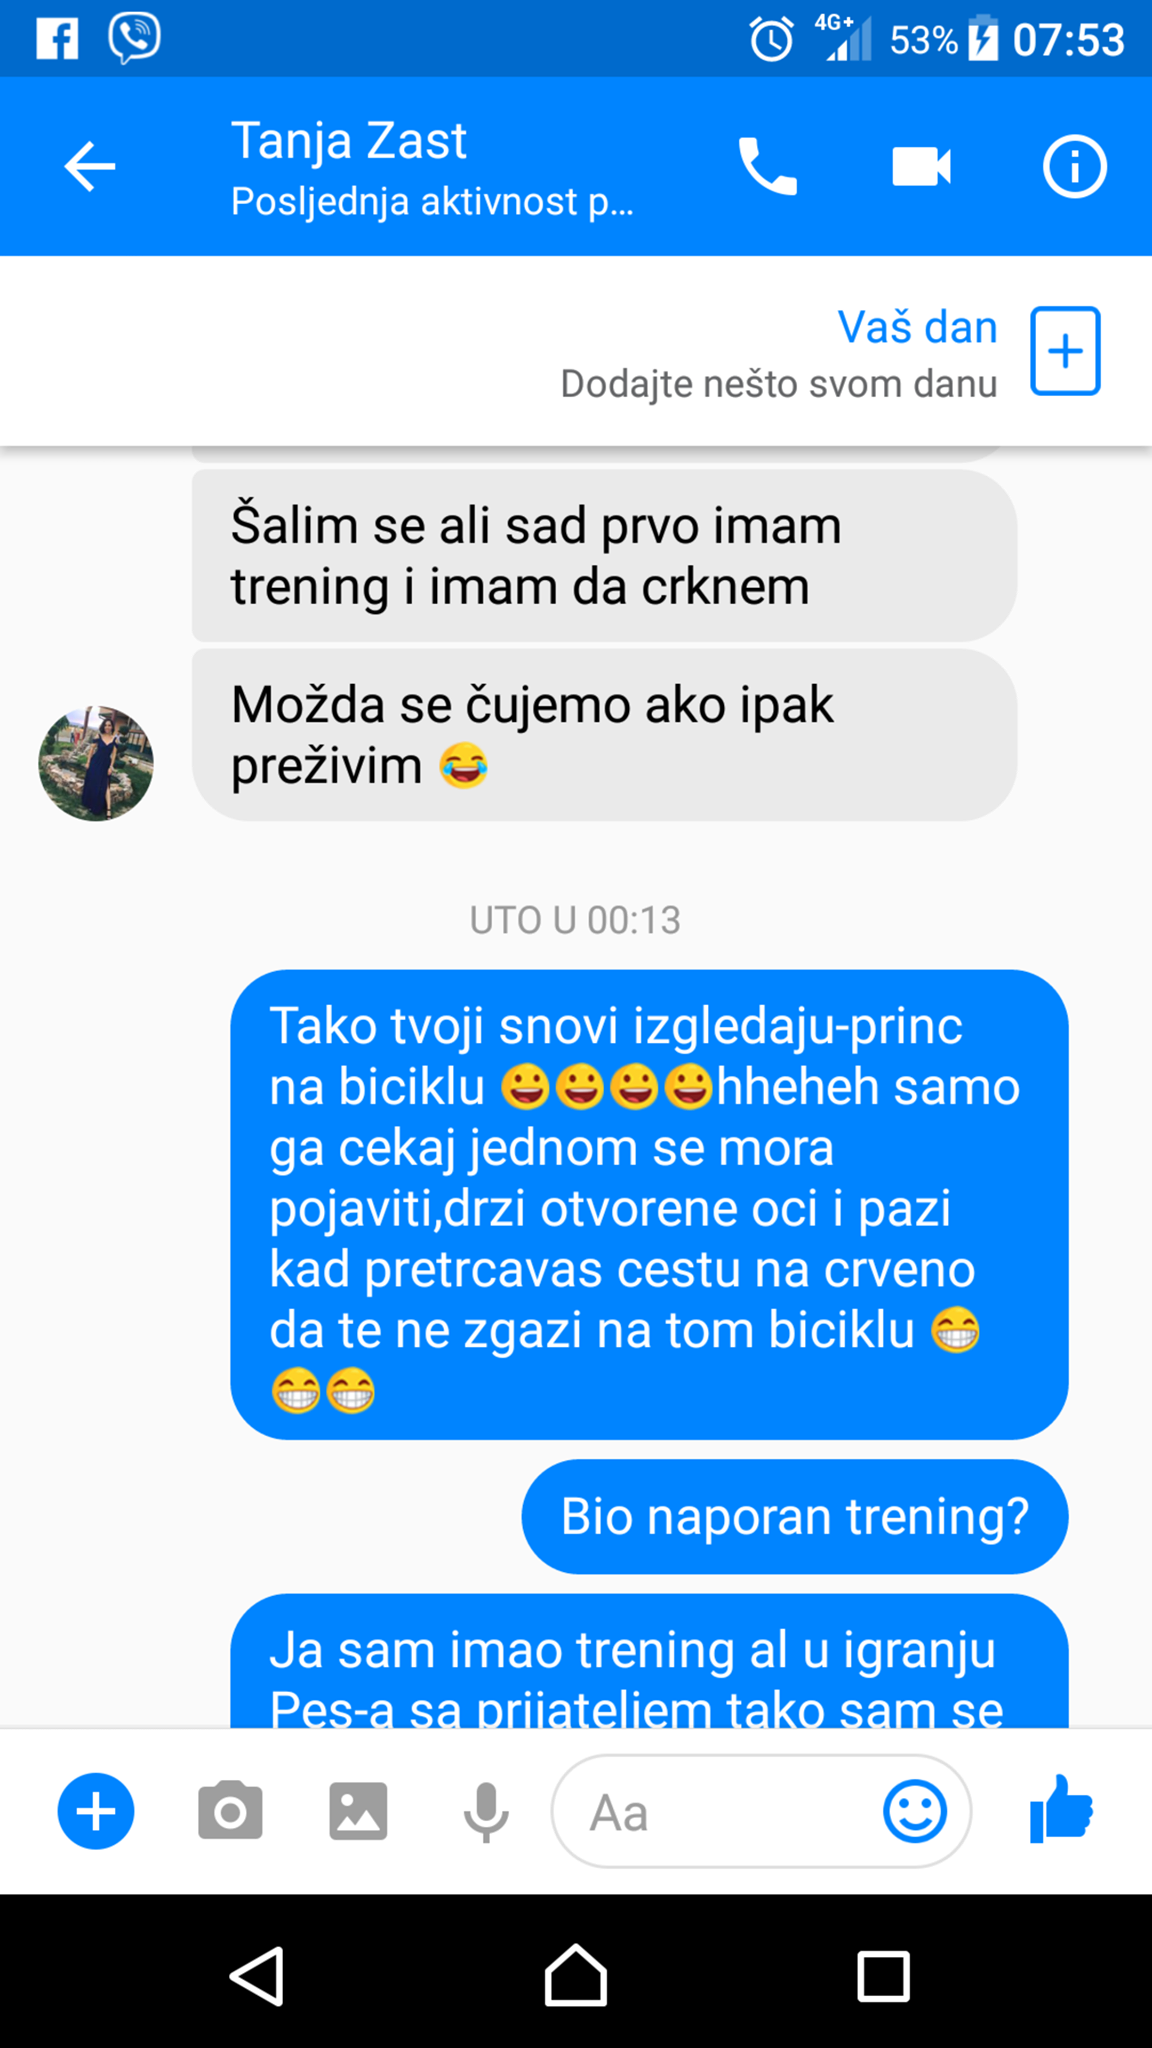 4G+ 53% 07:53
Tanja Zast
Posljednja aktivnost p...
Vaš dan
Dodajte nešto svom danu
Šalim se ali sad prvo imam
trening i imam da crknem
Možda se čujemo ako ipak
preživim 😂
UTO U 00:13
Tako tvoji snovi izgledaju-princ
na biciklu 😀😀😀😀hheheh samo
ga cekaj jednom se mora
pojaviti,drzi otvorene oci i pazi
kad pretrcavas cestu na crveno
da te ne zgazi na tom biciklu 😁
😁😁
Bio naporan trening?
Ja sam imao trening al u igranju
Pes-a sa prijateljem tako sam se
Aa